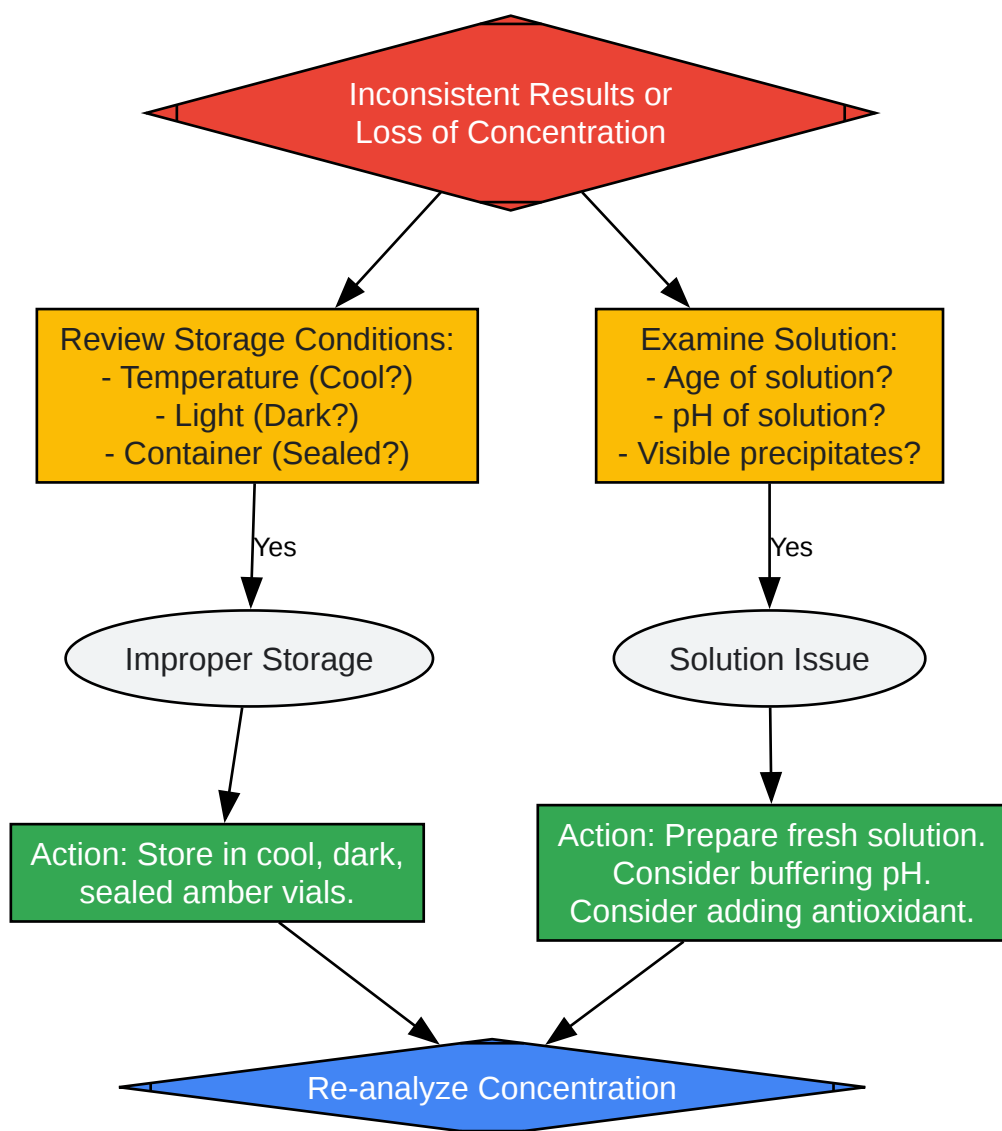 Inconsistent Results or
Loss of Concentration
Review Storage Conditions:
- Temperature (Cool?)
- Light (Dark?)
- Container (Sealed?)
Examine Solution:
- Age of solution?
- pH of solution?
- Visible precipitates?
Yes
Yes
Improper Storage
Solution Issue
Action: Store in cool, dark,
sealed amber vials.
Action: Prepare fresh solution.
Consider buffering pH.
Consider adding antioxidant.
Re-analyze Concentration